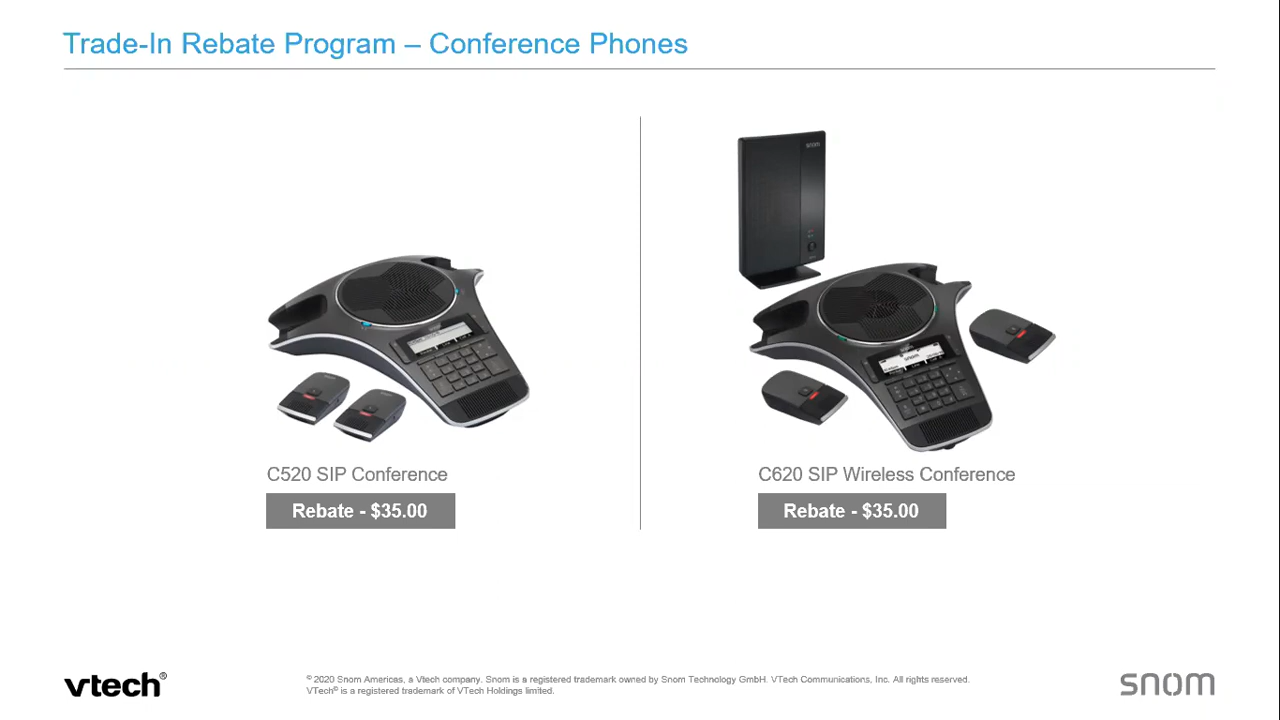 Trade-In Rebate Program – Conference Phones
snom
snom
C520 SIP Conference
Rebate - $35.00
C620 SIP Wireless Conference
Rebate - $35.00
vtech®
© 2020 Snom Americas, a Vtech company. Snom is a registered trademark owned by Snom Technology GmbH. VTech Communications, Inc. All rights reserved.
VTech® is a registered trademark of VTech Holdings limited.
snom